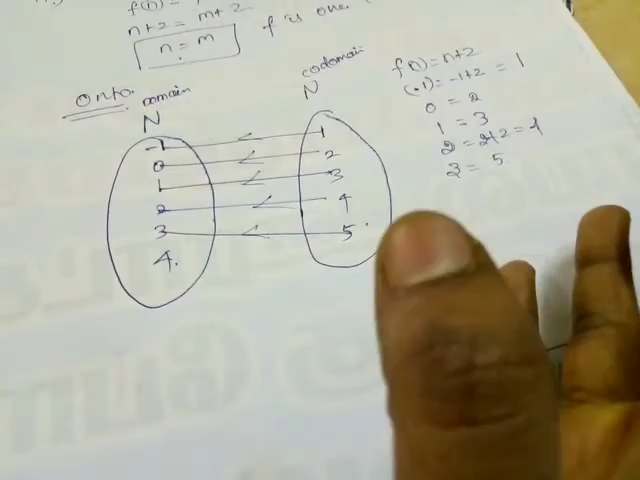 n+2 = m+2
n = m
f is one.
Onto.
domain
N
-1
0
1
2
3
4.
codomain
N
1
2
3
4
5.
f(n)=n+2
(-1)=-1+2 = 1
0 = 2
1 = 3
2 = 2+2 = 4
3 = 5